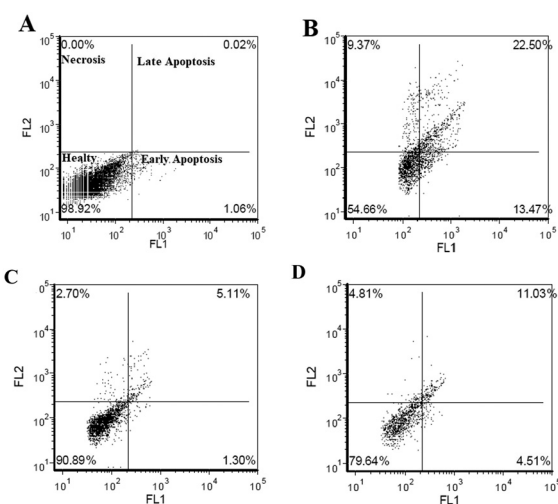 A
B
0.00%
0.02%
9.37%
22.50%
Necrosis
Late Apoptosis
Healty
Early Apoptosis
98.92%
1.06%
54.66%
13.47%
10^5
10^4
10^3
10^2
10^1
FL2
10^1 10^2 10^3 10^4 10^5
FL1
10^5
10^4
10^3
10^2
10^1
FL2
10^1 10^2 10^3 10^4 10^5
FL1
C
D
2.70%
5.11%
4.81%
11.03%
90.89%
1.30%
79.64%
4.51%
0^5
10^4
10^3
10^2
10^1
FL2
10^1 10^2 10^3 10^4 10^5
FL1
0^5
10^4
10^3
10^2
10^1
FL2
10^1 10^2 10^3 10^4 10^5
FL1